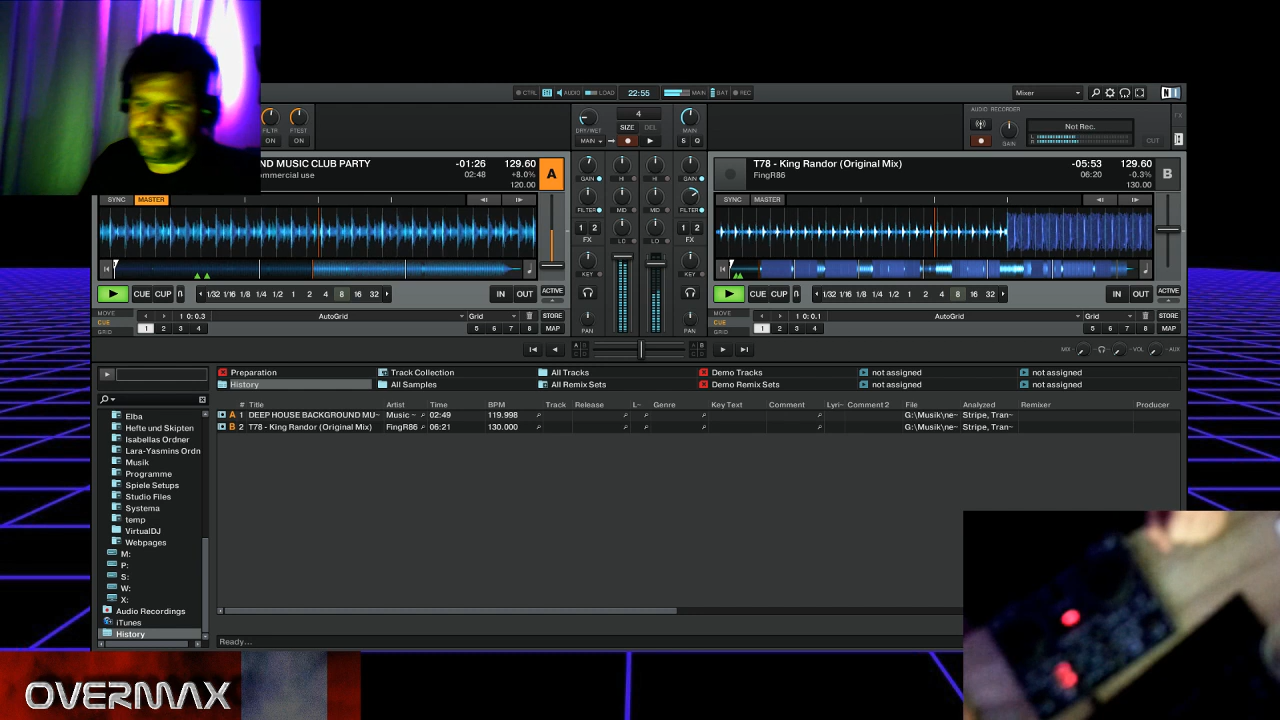 CTRL AUDIO LOAD 22:55 MAIN BAT REC
Mixer
FILTR FTEST
ON ON
DRY/WET
MAIN
4
SIZE DEL
MAIN
S Q
AUDIO RECORDER
GAIN
L
R
Not Rec.
CUT
FX
ND MUSIC CLUB PARTY -01:26 129.60
mmercial use 02:48 +8.0%
120.00
A
T78 - King Randor (Original Mix) -05:53 129.60
FingR86 06:20 -0.3%
130.00
B
GAIN HI HI GAIN
FILTER MID MID FILTER
1 2 LO LO 1 2
FX FX
KEY KEY
PAN PAN
SYNC MASTER
SYNC MASTER
CUE CUP 1/32 1/16 1/8 1/4 1/2 1 2 4 8 16 32 IN OUT ACTIVE
CUE CUP 1/32 1/16 1/8 1/4 1/2 1 2 4 8 16 32 IN OUT ACTIVE
MOVE
CUE
GRID
1 0:0.3 AutoGrid Grid STORE
1 2 3 4 5 6 7 8 MAP
MOVE
CUE
GRID
1 0:0.1 AutoGrid Grid STORE
1 2 3 4 5 6 7 8 MAP
A B
C D
A B
C D
MIX VOL AUX
Preparation Track Collection All Tracks Demo Tracks not assigned not assigned
History All Samples All Remix Sets Demo Remix Sets not assigned not assigned
# Title Artist Time BPM Track Release L~ Genre Key Text Comment Lyri~ Comment 2 File Analyzed Remixer Producer
A 1 DEEP HOUSE BACKGROUND MU~ Music ~ 02:49 119.998 G:\Musik\ne~ Stripe, Tran~
B 2 T78 - King Randor (Original Mix) FingR86 06:21 130.000 G:\Musik\ne~ Stripe, Tran~
Elba
Hefte und Skipten
Isabellas Ordner
Lara-Yasmins Ordn
Musik
Programme
Spiele Setups
Studio Files
Systema
temp
VirtualDJ
Webpages
M:
P:
S:
W:
X:
Audio Recordings
iTunes
History
Ready...
OVERMAX